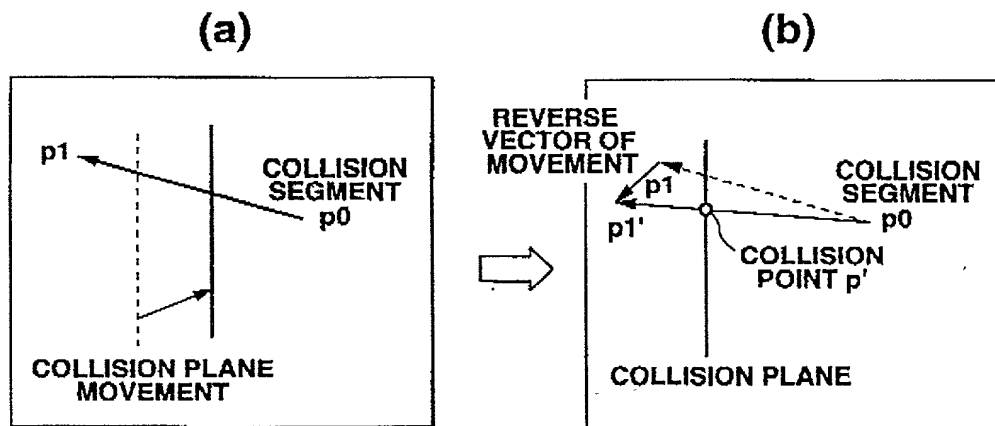 (a)
p1
COLLISION
SEGMENT
p0
COLLISION PLANE
MOVEMENT
(b)
REVERSE
VECTOR OF
MOVEMENT
p1
p1'
COLLISION
SEGMENT
p0
COLLISION
POINT p'
COLLISION PLANE